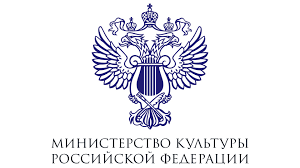 МИНИСТЕРСТВО КУЛЬТУРЫ
РОССИЙСКОЙ ФЕДЕРАЦИИ